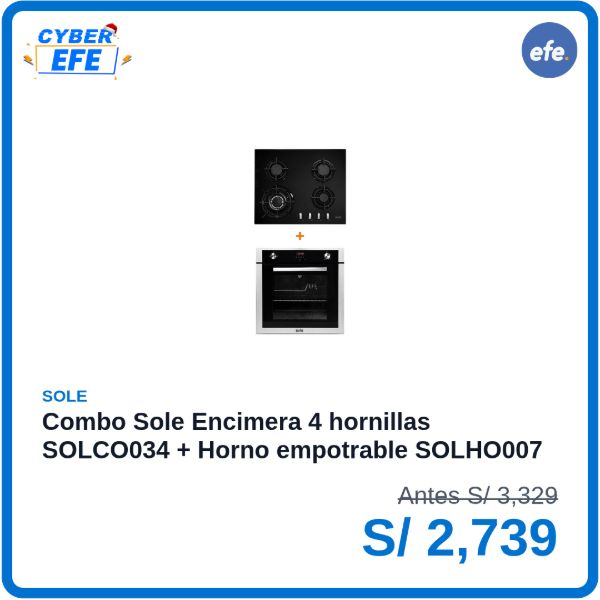 CYBER
EFE
efe.
SOLE
Combo Sole Encimera 4 hornillas
SOLCO034 + Horno empotrable SOLHO007
Antes S/ 3,329
S/ 2,739